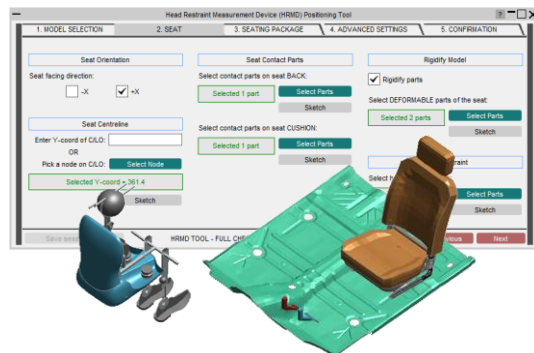 Head Restraint Measurement Device (HRMD) Positioning Tool
?
1. MODEL SELECTION
2. SEAT
3. SEATING PACKAGE
4. ADVANCED SETTINGS
5. CONFIRMATION
Seat Orientation
Seat facing direction:
-X
+X
Seat Centreline
Enter Y-coord of C/LO:
OR
Pick a node on C/LO:
Select Node
Selected Y-coord = 361.4
Sketch
Seat Contact Parts
Select contact parts on seat BACK:
Selected 1 part
Select Parts
Sketch
Select contact parts on seat CUSHION:
Selected 1 part
Select Parts
Sketch
Rigidify Model
Rigidify parts
Select DEFORMABLE parts of the seat:
Selected 2 parts
Select Parts
Sketch
Select
Select Parts
Sketch
HRMD TOOL - FULL
Next